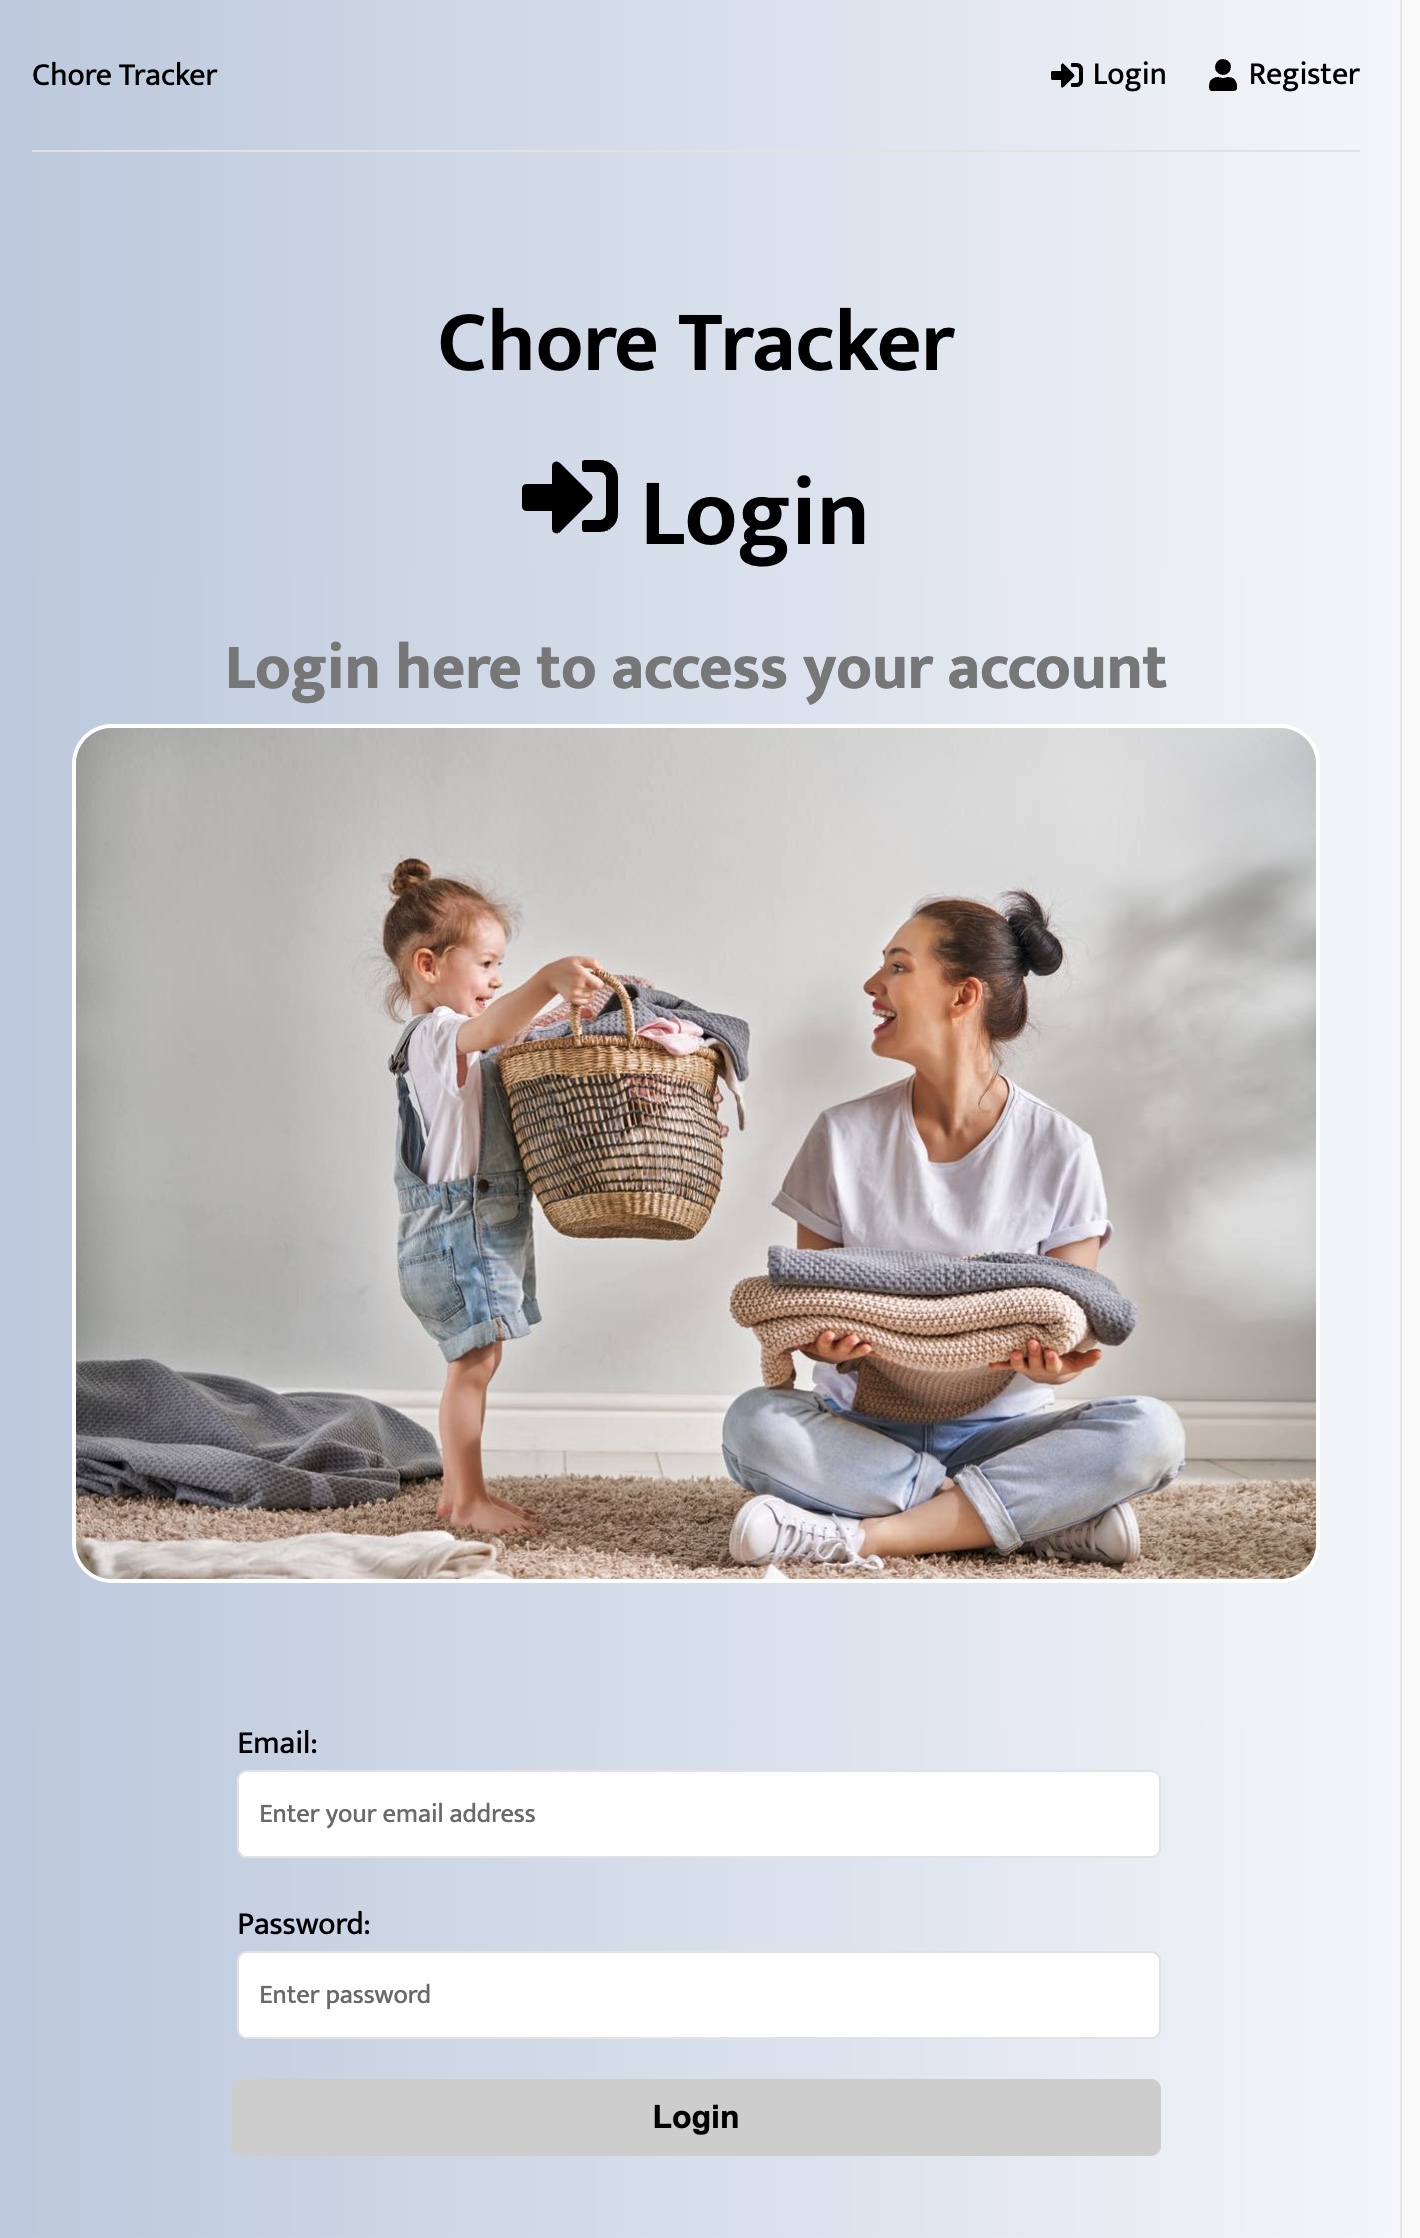 Chore Tracker
Login
Register
Chore Tracker
Login
Login here to access your account
Email:
Enter your email address
Password:
Enter password
Login